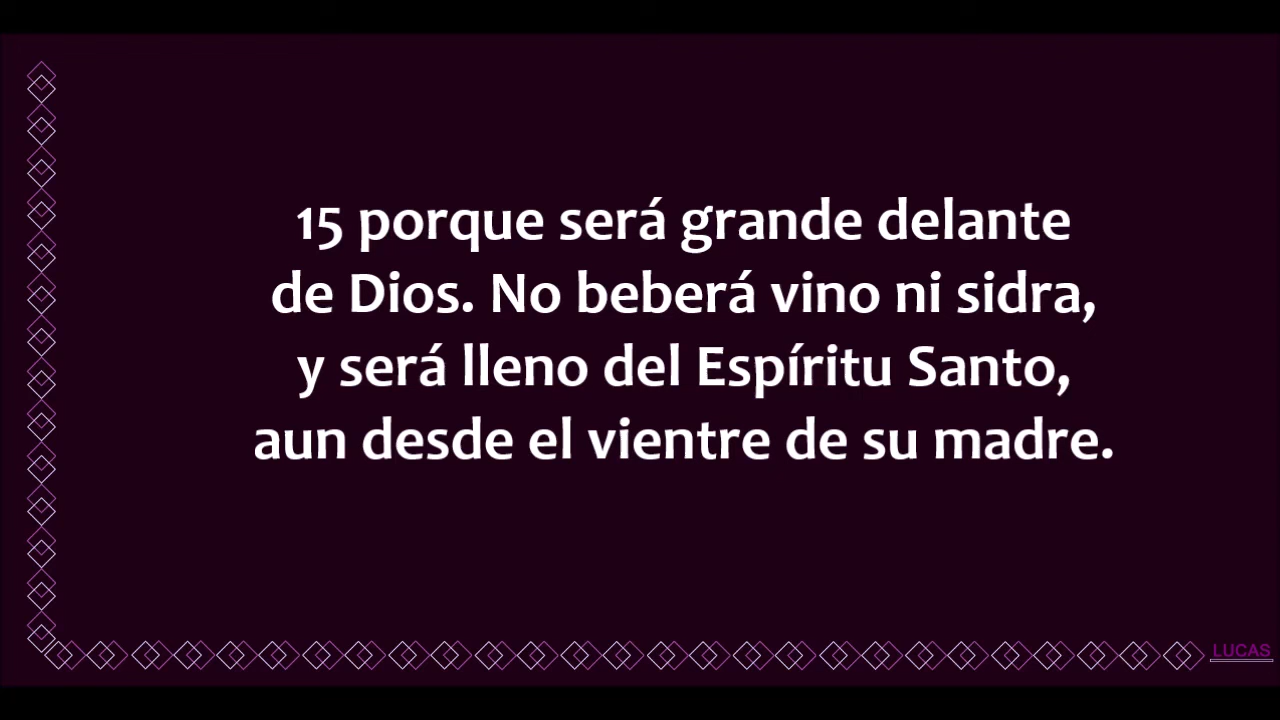 15 porque será grande delante
de Dios. No beberá vino ni sidra,
y será lleno del Espíritu Santo,
aun desde el vientre de su madre.
LUCAS